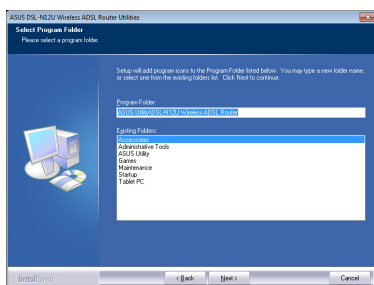 ASUS DSL-N12U Wireless ADSL Router Utilities
Select Program Folder
Please select a program folder.
Setup will add program icons to the Program Folder listed below. You may type a new folder name,
or select one from the existing folders list. Click Next to continue.
Program Folder:
ASUS Utility\DSL-N12U Wireless ADSL Router
Existing Folders:
Accessories
Administrative Tools
ASUS Utility
Games
Maintenance
Startup
Tablet PC
InstallShield
< Back
Next >
Cancel